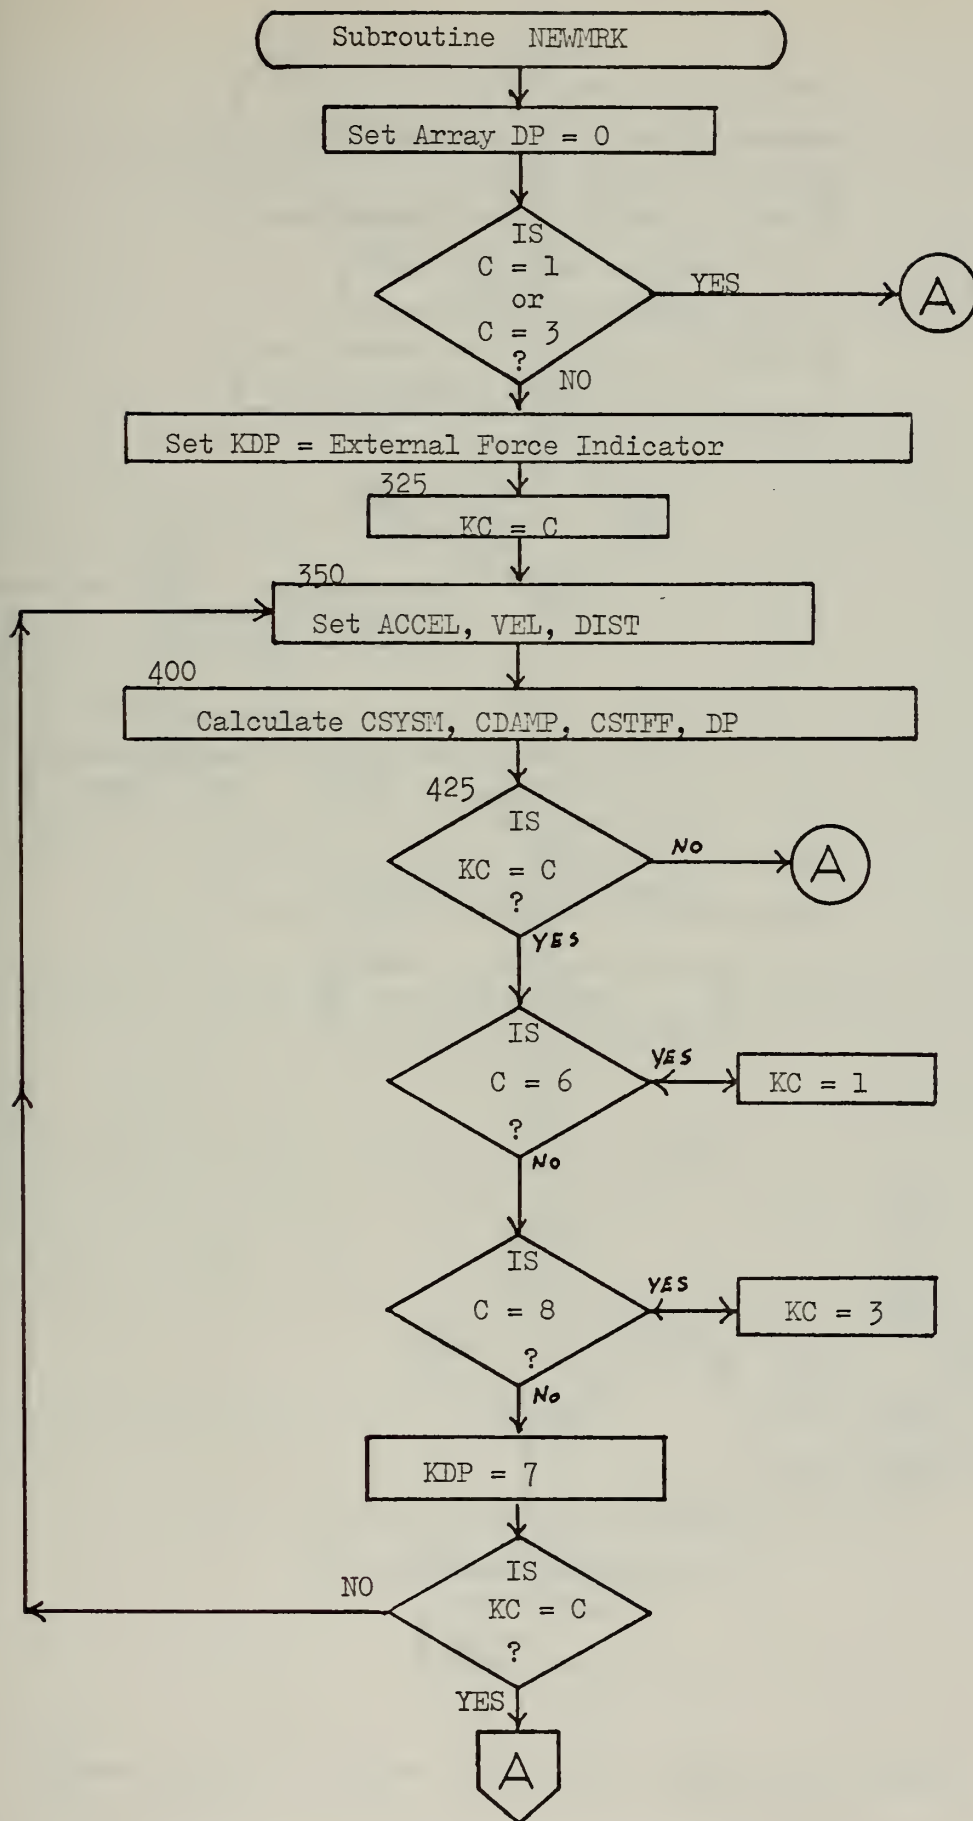 Subroutine NEWMRK
Set Array DP = 0
IS
C = 1
or
C = 3
?
YES
A
NO
Set KDP = External Force Indicator
325
KC = C
350
Set ACCEL, VEL, DIST
400
Calculate CSYSM, CDAMP, CSTFF, DP
425
IS
KC = C
?
NO
A
YES
IS
C = 6
?
YES
KC = 1
NO
IS
C = 8
?
YES
KC = 3
NO
KDP = 7
IS
KC = C
?
NO
YES
A